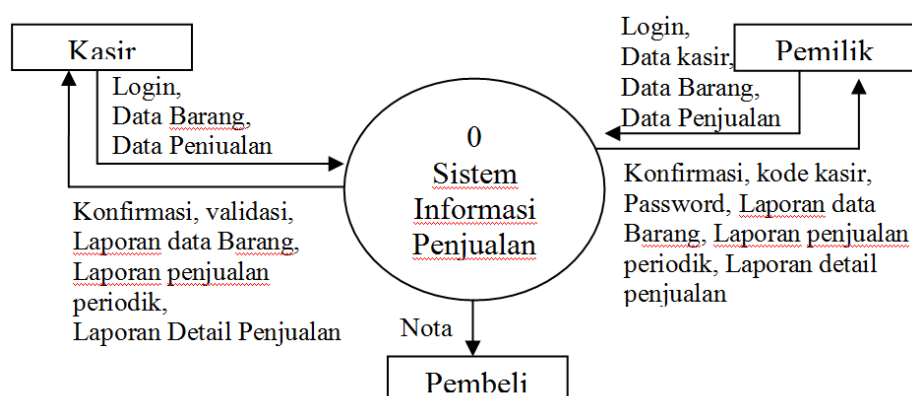 Kasir
Login,
Data Barang,
Data Penjualan
Konfirmasi, validasi,
Laporan data Barang,
Laporan penjualan
periodik,
Laporan Detail Penjualan
0
Sistem
Informasi
Penjualan
Nota
Pembeli
Login,
Data kasir,
Data Barang,
Data Penjualan
Pemilik
Konfirmasi, kode kasir,
Password, Laporan data
Barang, Laporan penjualan
periodik, Laporan detail
penjualan